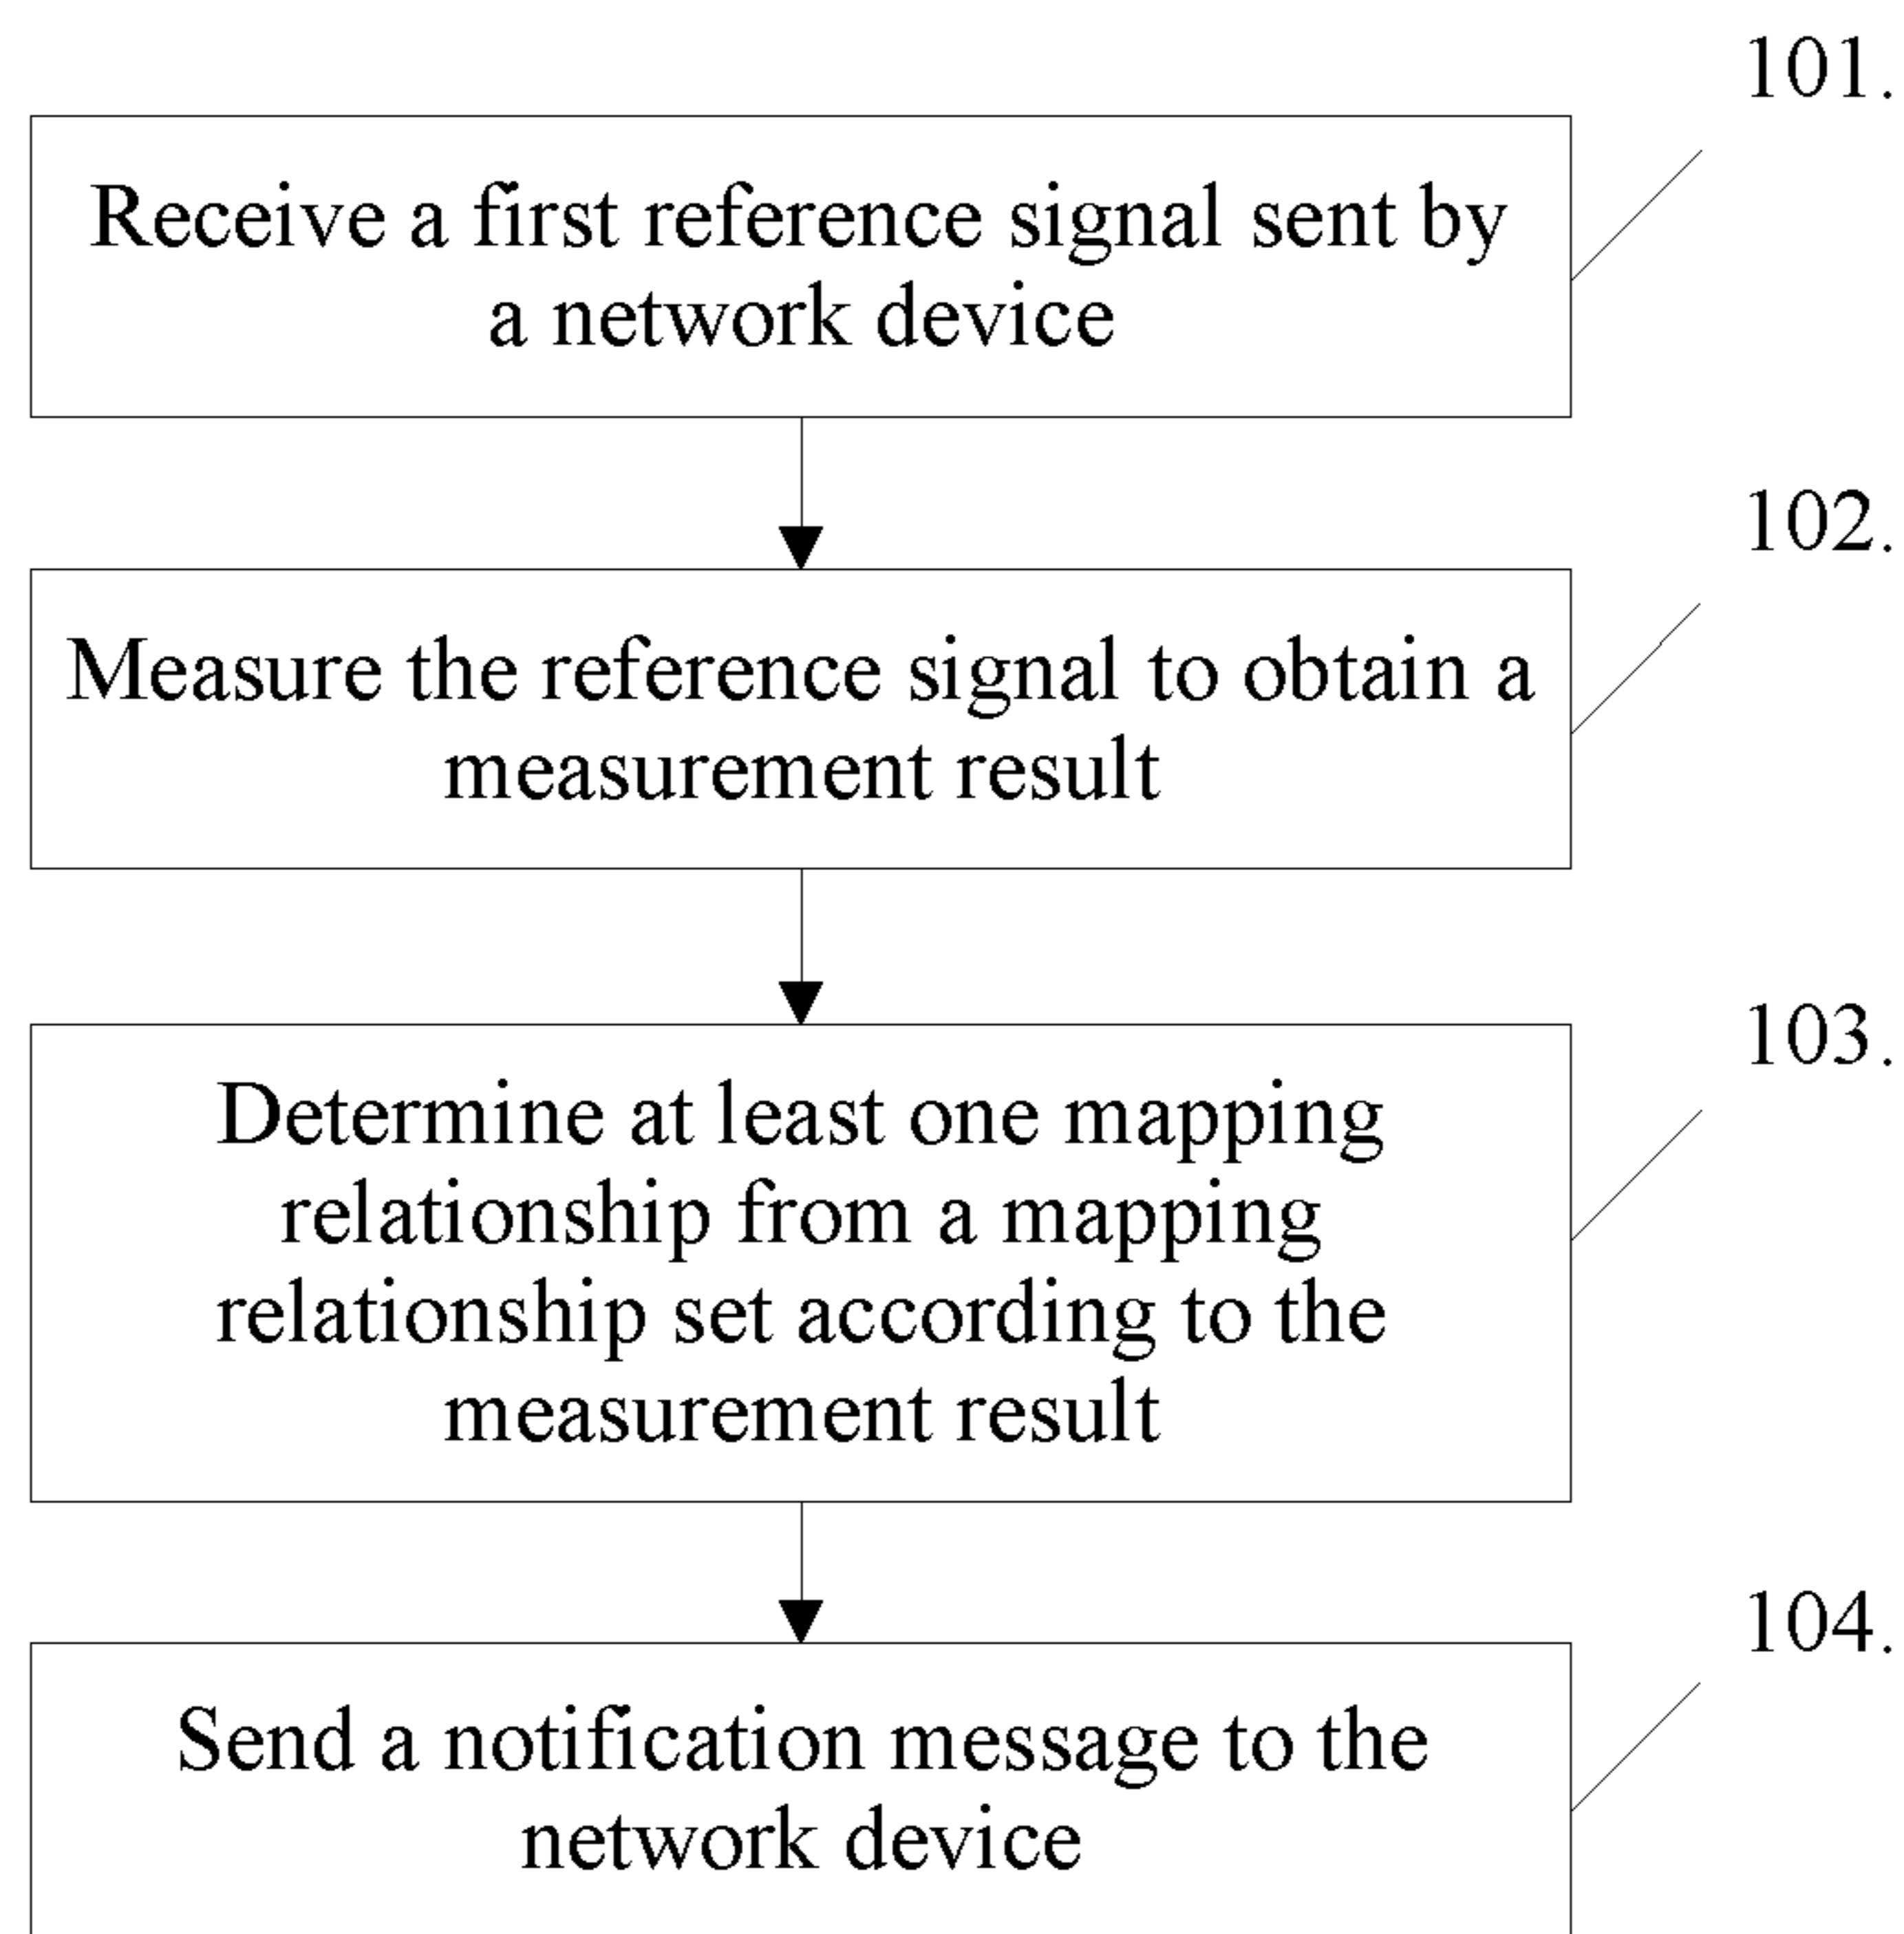 101.
Receive a first reference signal sent by
a network device
102.
Measure the reference signal to obtain a
measurement result
103.
Determine at least one mapping
relationship from a mapping
relationship set according to the
measurement result
104.
Send a notification message to the
network device